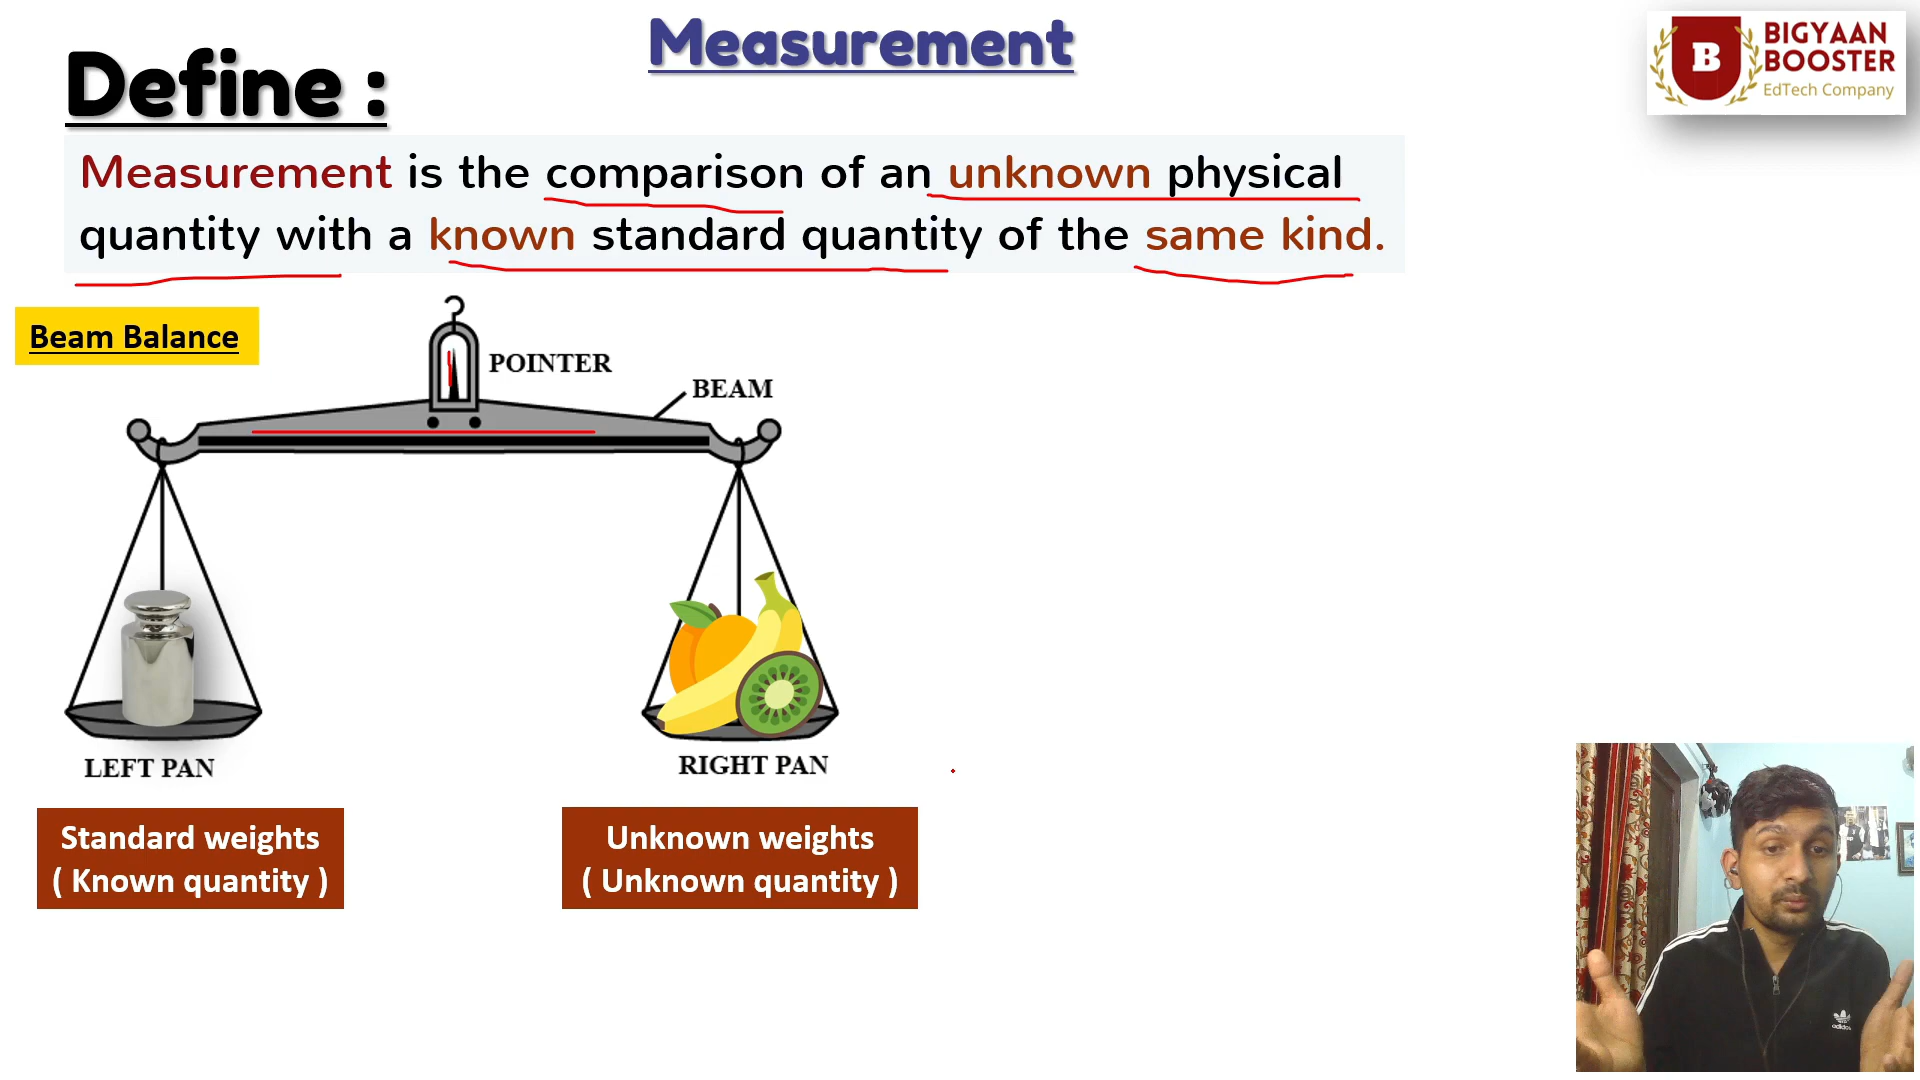 Measurement
Define :
B
BIGYAAN
BOOSTER
EdTech Company
Measurement is the comparison of an unknown physical
quantity with a known standard quantity of the same kind.
Beam Balance
POINTER
BEAM
LEFT PAN
RIGHT PAN
Standard weights
( Known quantity )
Unknown weights
( Unknown quantity )
adidas